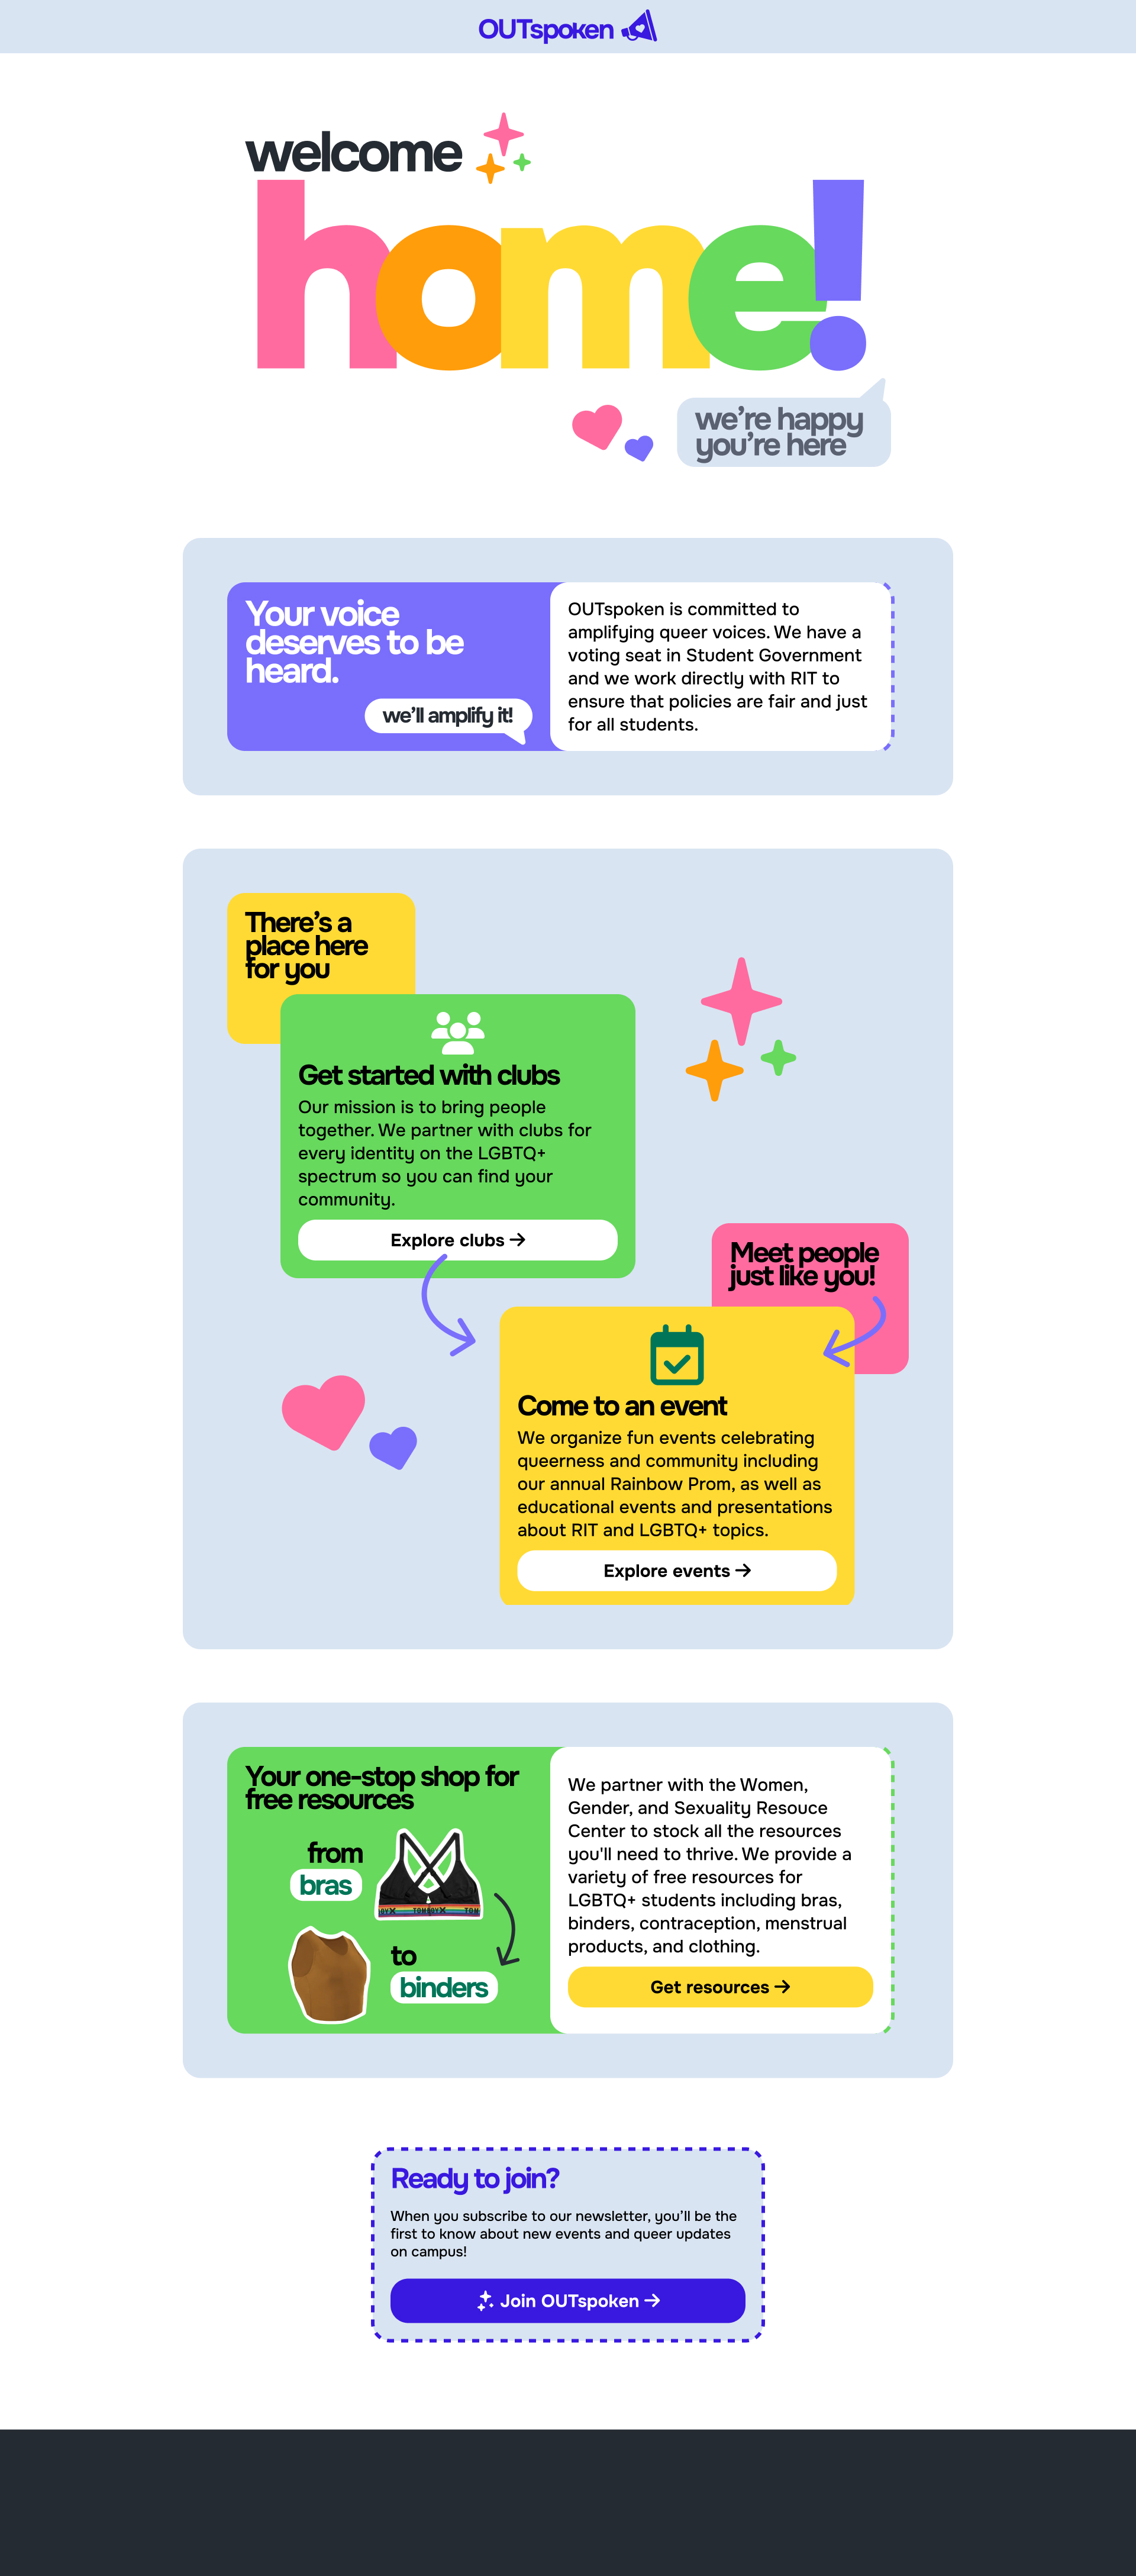 OUTspoken
welcome
home!
we're happy
you're here
Your voice
deserves to be
heard.
we'll amplify it!
OUTspoken is committed to
amplifying queer voices. We have a
voting seat in Student Government
and we work directly with RIT to
ensure that policies are fair and just
for all students.
There's a
place here
for you
Get started with clubs
Our mission is to bring people
together. We partner with clubs for
every identity on the LGBTQ+
spectrum so you can find your
community.
Explore clubs →
Meet people
just like you!
Come to an event
We organize fun events celebrating
queerness and community including
our annual Rainbow Prom, as well as
educational events and presentations
about RIT and LGBTQ+ topics.
Explore events →
Your one-stop shop for
free resources
from
bras
TOMBOYX
to
binders
We partner with the Women,
Gender, and Sexuality Resouce
Center to stock all the resources
you'll need to thrive. We provide a
variety of free resources for
LGBTQ+ students including bras,
binders, contraception, menstrual
products, and clothing.
Get resources →
Ready to join?
When you subscribe to our newsletter, you'll be the
first to know about new events and queer updates
on campus!
Join OUTspoken →